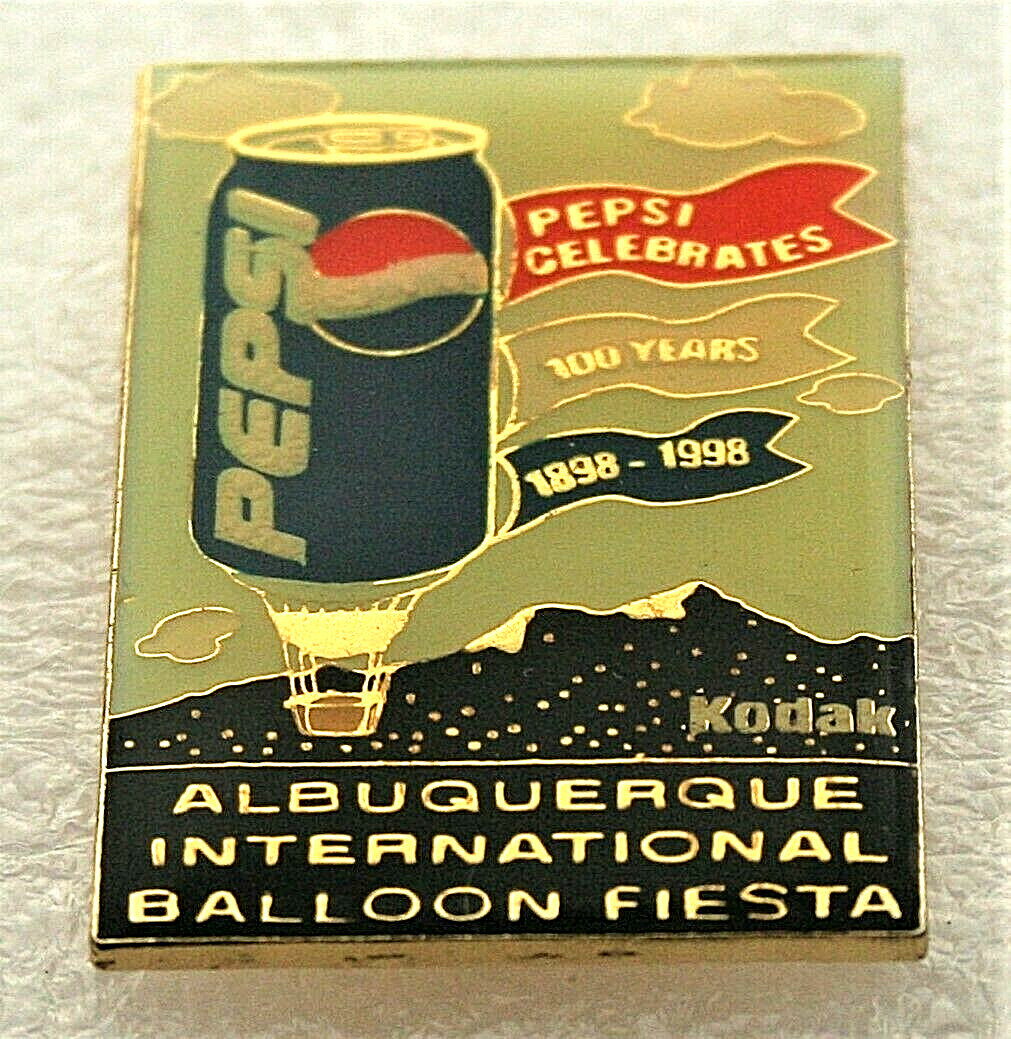 PEPSI
PEPSI
CELEBRATES
100 YEARS
1898 - 1998
Kodak
ALBUQUERQUE
INTERNATIONAL
BALLOON FIESTA